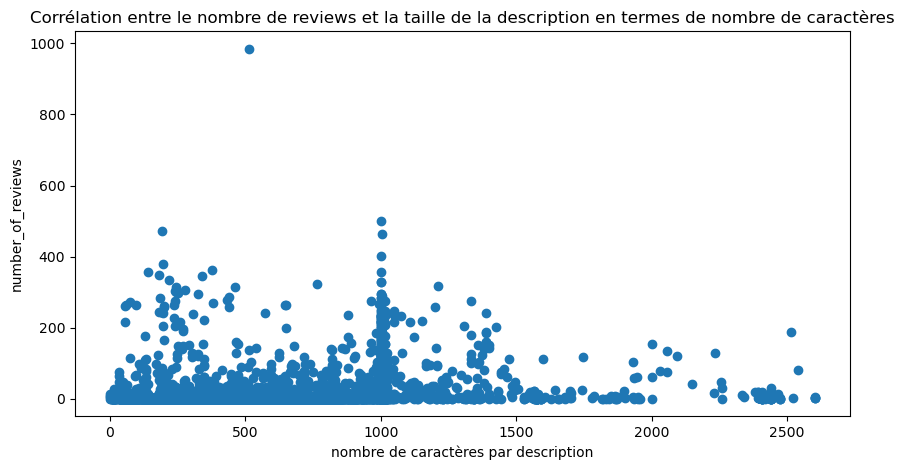 Corrélation entre le nombre de reviews et la taille de la description en termes de nombre de caractères
1000
800
600
400
200
0
number_of_reviews
0 500 1000 1500 2000 2500
nombre de caractères par description